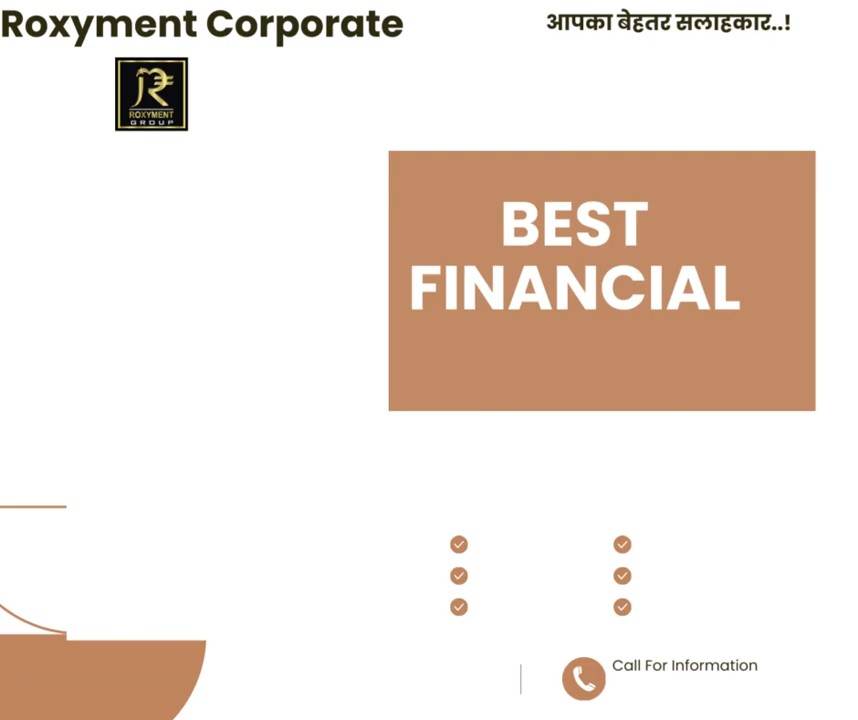 Roxyment Corporate
आपका बेहतर सलाहकार..!
ROXYMENT
GROUP
BEST
FINANCIAL
Call For Information